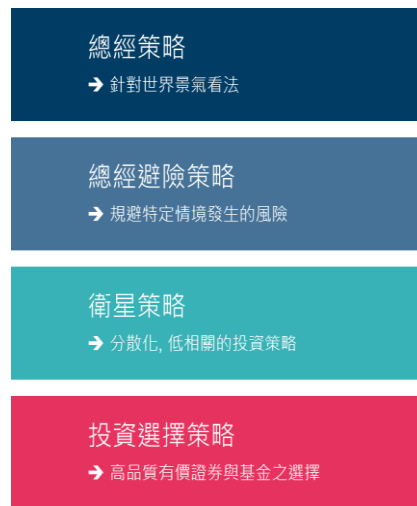 總經策略
➔ 針對世界景氣看法
總經避險策略
➔ 規避特定情境發生的風險
衛星策略
➔ 分散化, 低相關的投資策略
投資選擇策略
➔ 高品質有價證券與基金之選擇